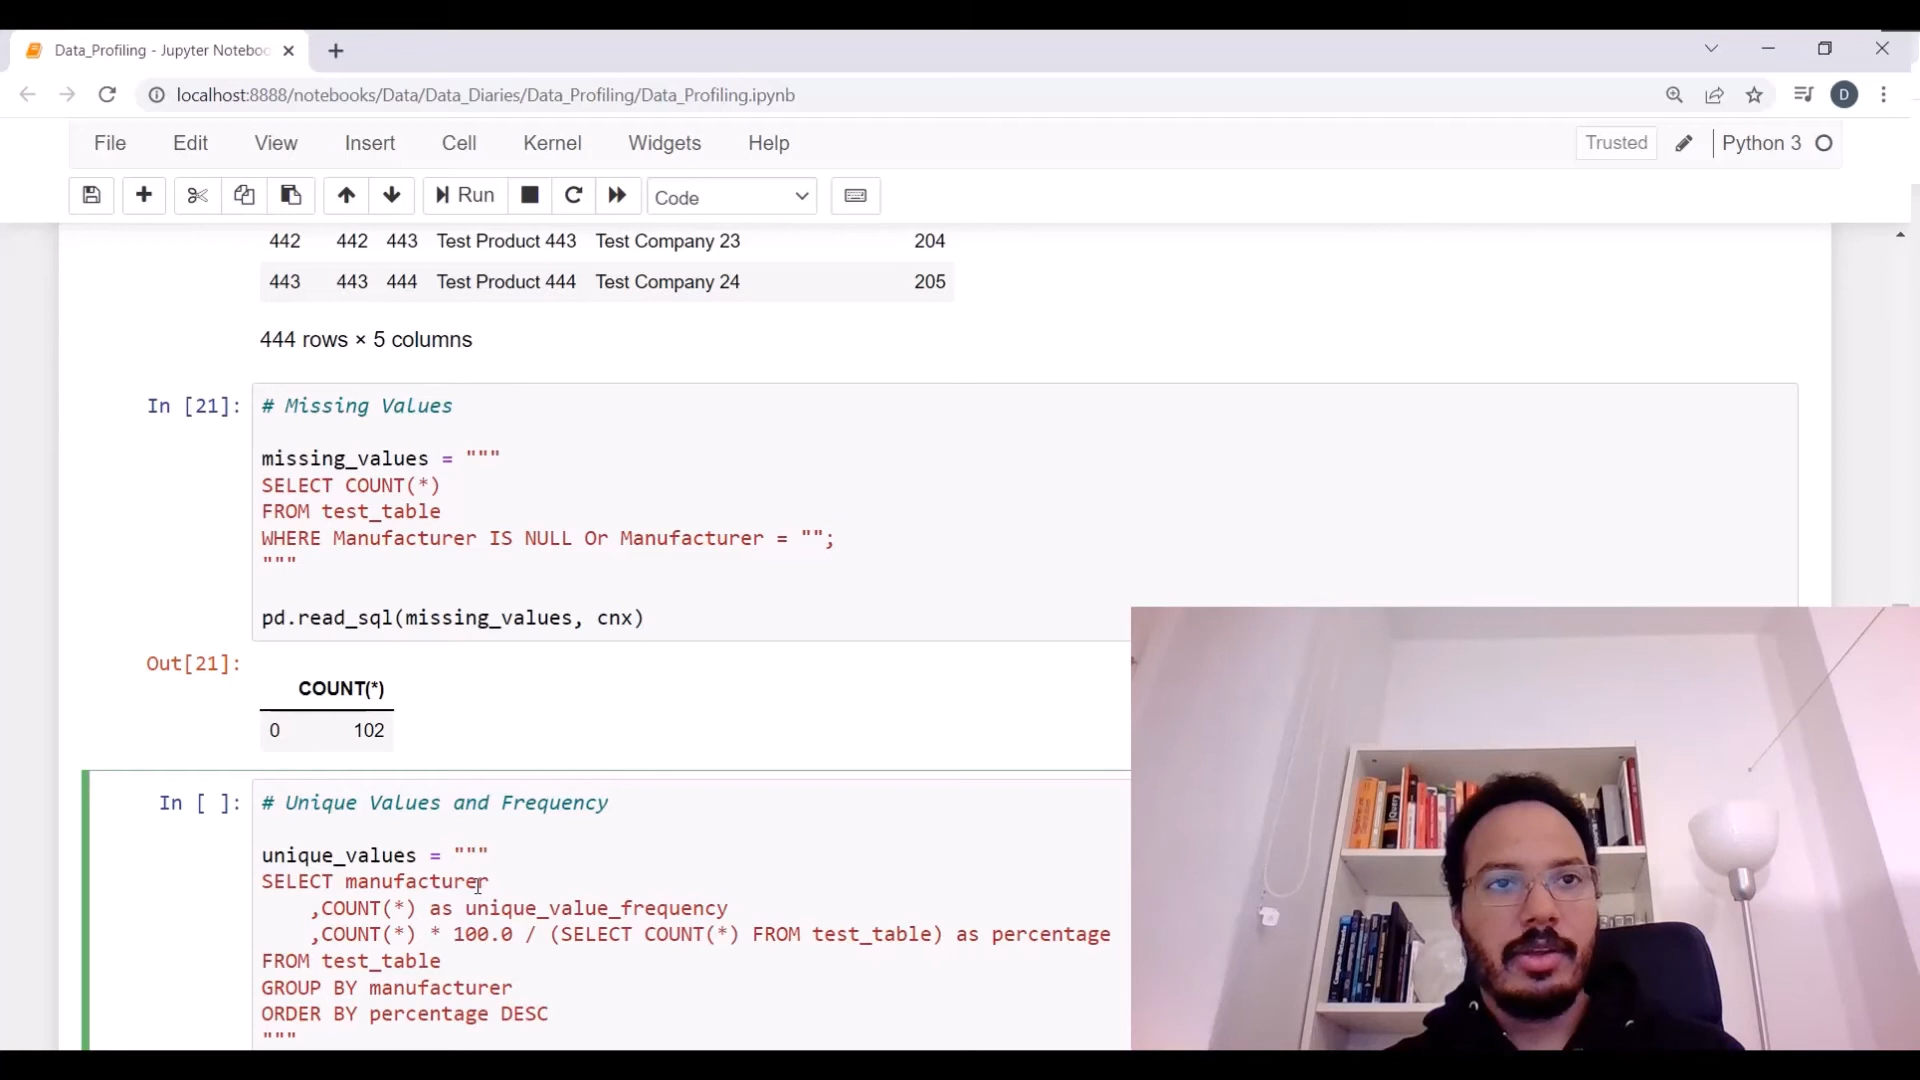 Data_Profiling - Jupyter Noteboo
localhost:8888/notebooks/Data/Data_Diaries/Data_Profiling/Data_Profiling.ipynb
D
File Edit View Insert Cell Kernel Widgets Help
Trusted
Python 3
Run
Code
442 442 443 Test Product 443 Test Company 23 204
443 443 444 Test Product 444 Test Company 24 205
444 rows × 5 columns
In [21]:
# Missing Values
missing_values = """
SELECT COUNT(*)
FROM test_table
WHERE Manufacturer IS NULL Or Manufacturer = "";
"""
pd.read_sql(missing_values, cnx)
Out[21]:
COUNT(*)
0 102
In [ ]:
# Unique Values and Frequency
unique_values = """
SELECT manufacturer
,COUNT(*) as unique_value_frequency
,COUNT(*) * 100.0 / (SELECT COUNT(*) FROM test_table) as percentage
FROM test_table
GROUP BY manufacturer
ORDER BY percentage DESC
"""
jQuery